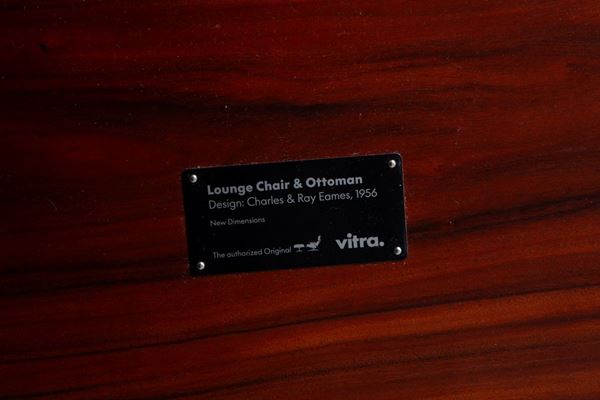 Lounge Chair & Ottoman
Design: Charles & Ray Eames, 1956
New Dimensions
The authorized Original vitra.